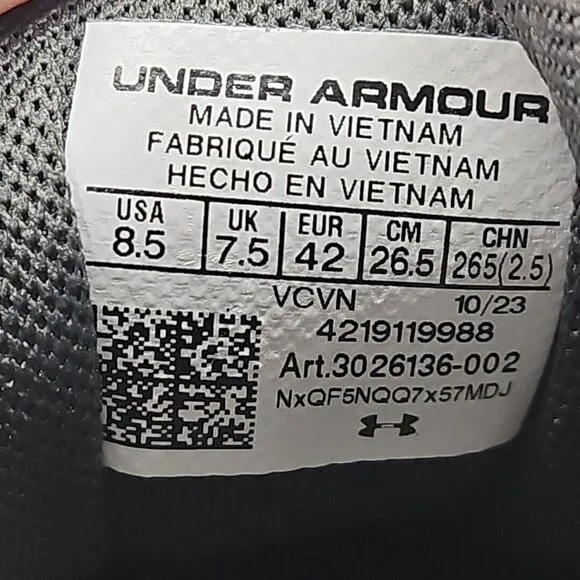 UNDER ARMOUR
MADE IN VIETNAM
FABRIQUÉ AU VIETNAM
HECHO EN VIETNAM
USA UK EUR CM CHN
8.5 7.5 42 26.5 265(2.5)
VCVN 10/23
4219119988
Art.3026136-002
NxQF5NQQ7x57MDJ